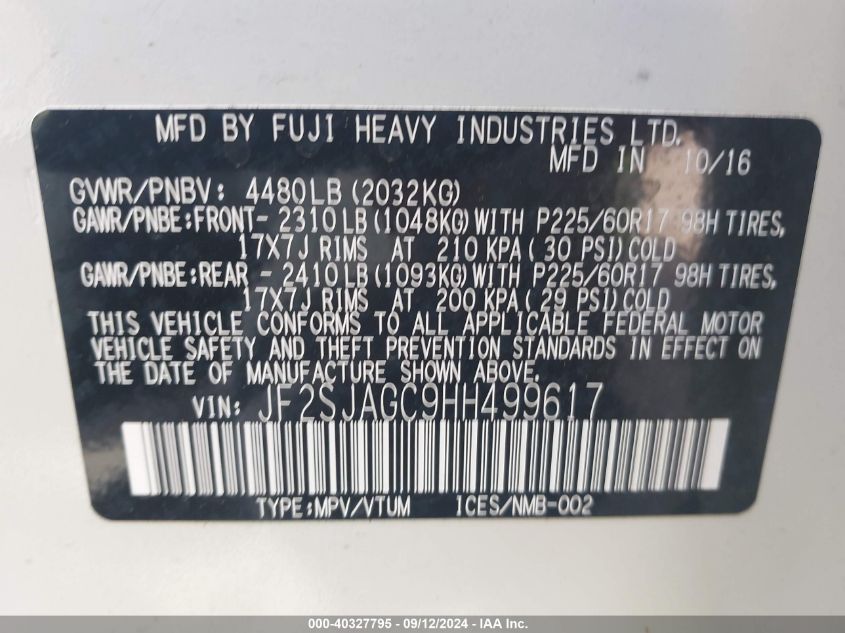 MFD BY FUJI HEAVY INDUSTRIES LTD.
MFD IN 10/16
GVWR/PNBV: 4480LB (2032KG)
GAWR/PNBE:FRONT- 2310 LB (1048KG) WITH P225/60R17 98H TIRES,
17X7J RIMS AT 210 KPA ( 30 PSI) COLD
GAWR/PNBE:REAR - 2410 LB (1093KG) WITH P225/60R17 98H TIRES,
17X7J RIMS AT 200 KPA ( 29 PSI) COLD
THIS VEHICLE CONFORMS TO ALL APPLICABLE FEDERAL MOTOR
VEHICLE SAFETY AND THEFT PREVENTION STANDARDS IN EFFECT ON
THE DATE OF MANUFACTURE SHOWN ABOVE.
VIN: JF2SJAGC9HH499617
TYPE:MPV/VTUM ICES/NMB-002
000-40327795 - 09/12/2024 - IAA Inc.